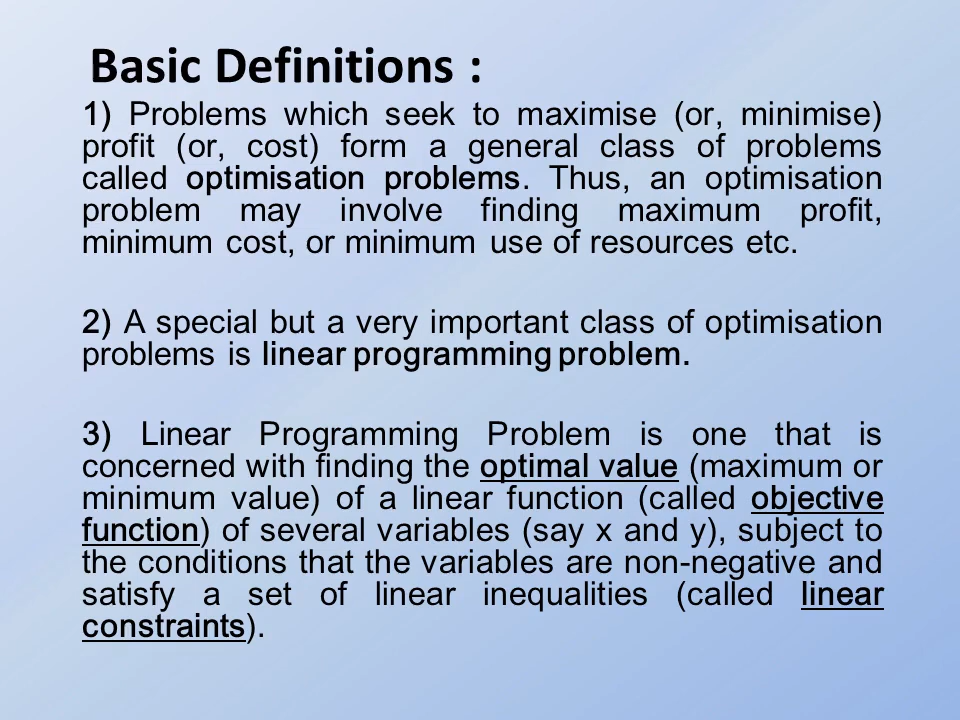 Basic Definitions :
1) Problems which seek to maximise (or, minimise)
profit (or, cost) form a general class of problems
called optimisation problems. Thus, an optimisation
problem may involve finding maximum profit,
minimum cost, or minimum use of resources etc.
2) A special but a very important class of optimisation
problems is linear programming problem.
3) Linear Programming Problem is one that is
concerned with finding the optimal value (maximum or
minimum value) of a linear function (called objective
function) of several variables (say x and y), subject to
the conditions that the variables are non-negative and
satisfy a set of linear inequalities (called linear
constraints).